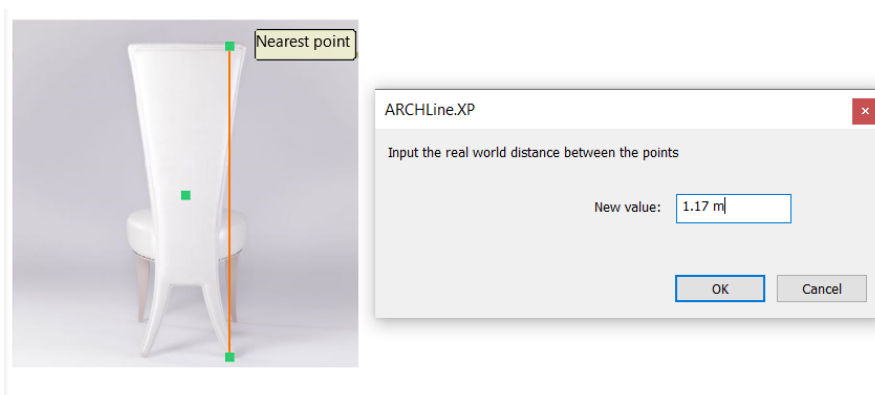 Nearest point
ARCHLine.XP
Input the real world distance between the points
New value: 1.17 m
OK Cancel